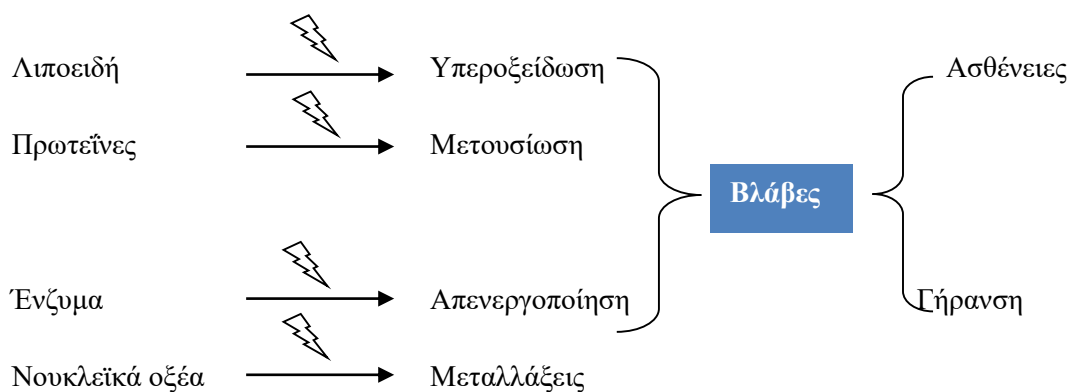 Λιποειδή Υπεροξείδωση Ασθένειες
Πρωτεΐνες Μετουσίωση
Βλάβες
Ένζυμα Απενεργοποίηση Γήρανση
Νουκλεϊκά οξέα Μεταλλάξεις